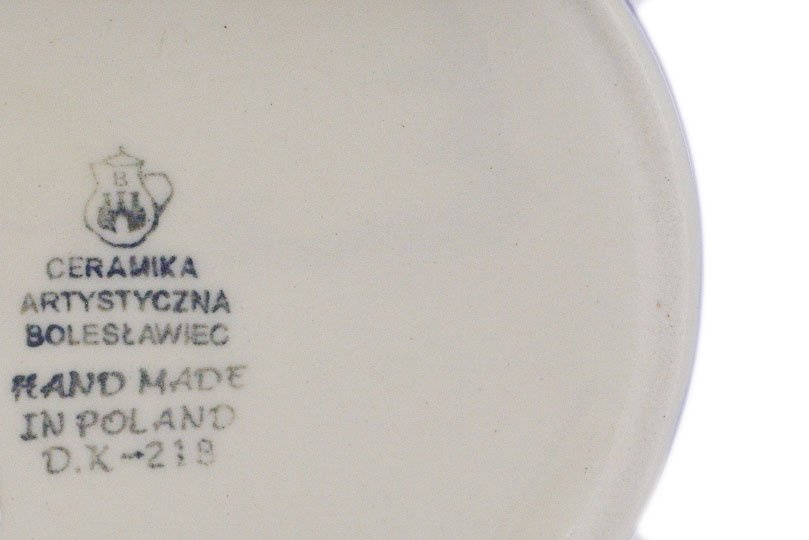 B
CERAMIKA
ARTYSTYCZNA
BOLESŁAWIEC
HAND MADE
IN POLAND
D.K-218